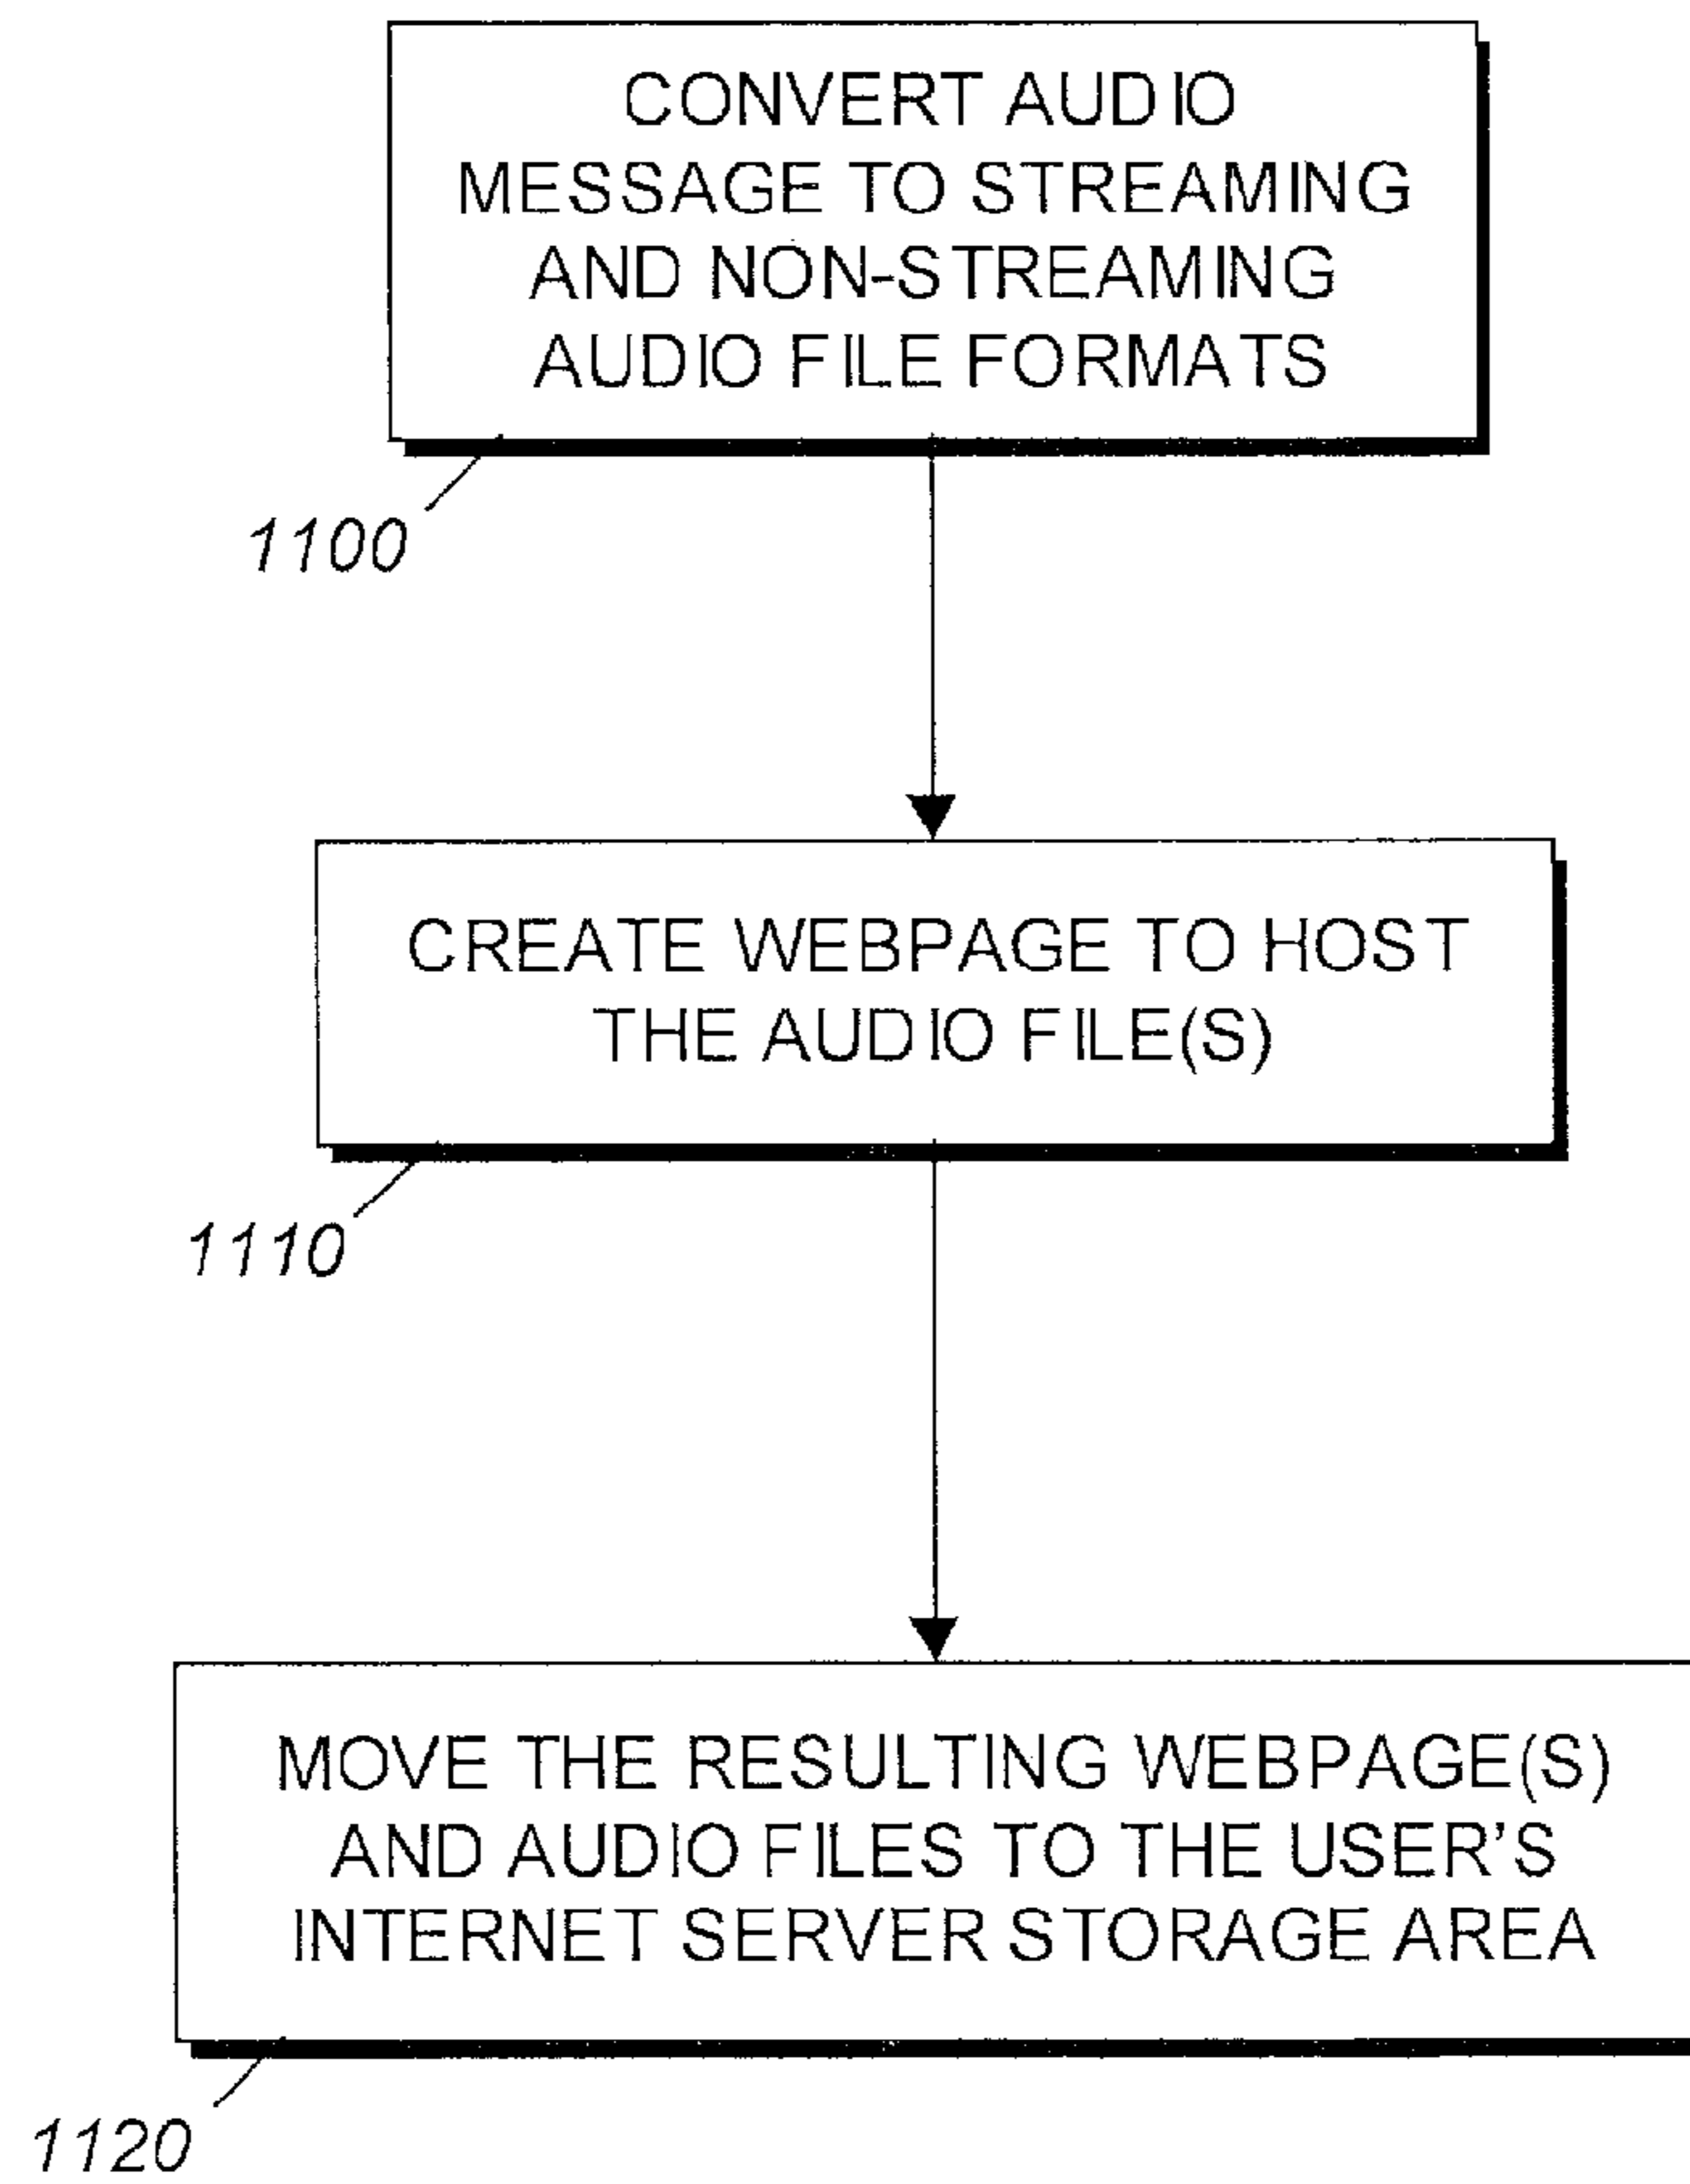 CONVERT AUDIO
MESSAGE TO STREAMING
AND NON-STREAMING
AUDIO FILE FORMATS
1100
CREATE WEBPAGE TO HOST
THE AUDIO FILE(S)
1110
MOVE THE RESULTING WEBPAGE(S)
AND AUDIO FILES TO THE USER'S
INTERNET SERVER STORAGE AREA
1120